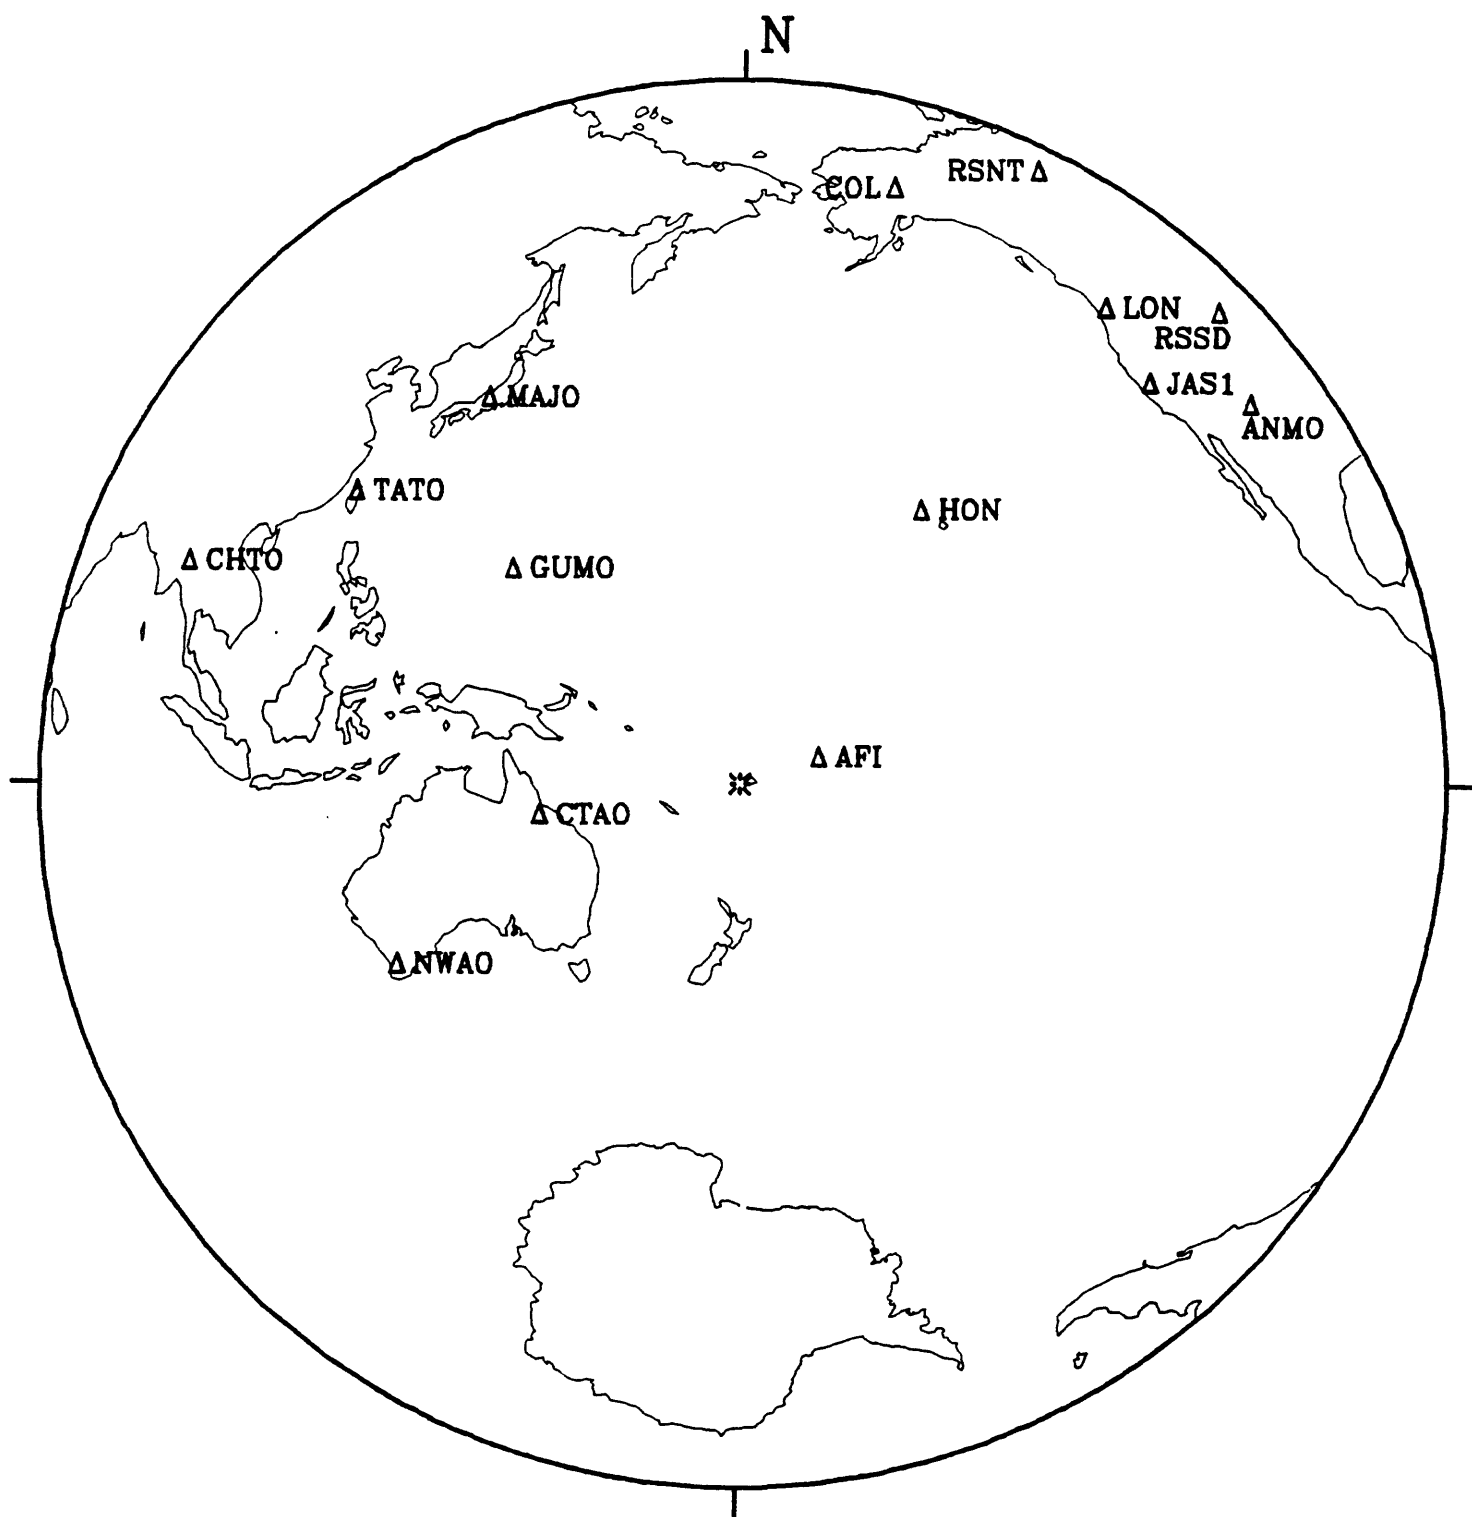 N
RSNT
COL
LON
RSSD
JAS1
MAJO
ANMO
TATO
HON
CHTO
GUMO
AFI
CTAO
NWAO